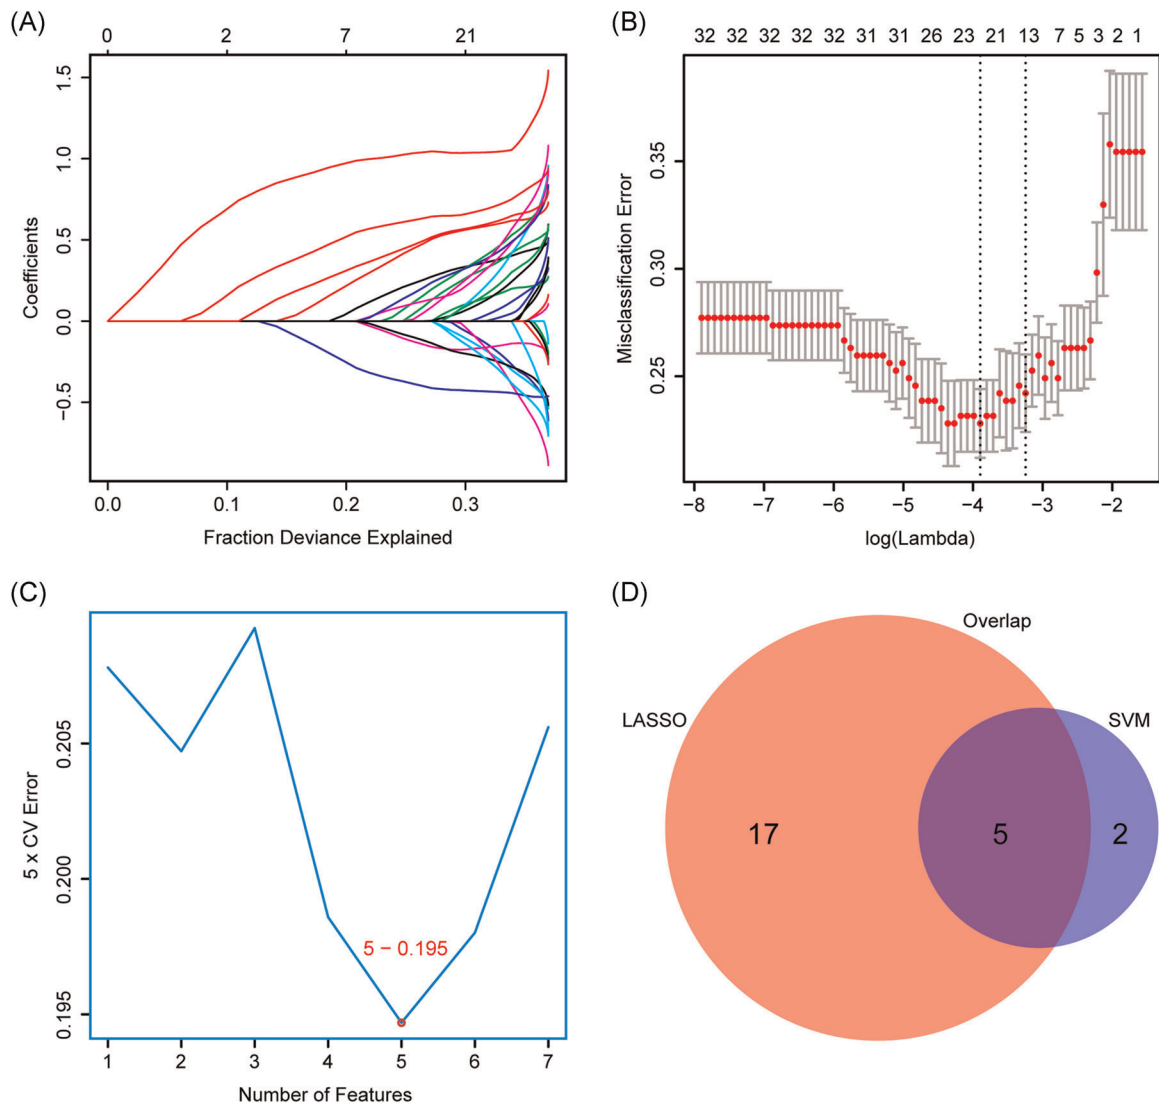 (A)
0 2 7 21
1.5
1.0
0.5
0.0
−0.5
Coefficients
0.0 0.1 0.2 0.3
Fraction Deviance Explained
(B)
32 32 32 32 32 31 31 26 23 21 13 7 5 3 2 1
0.35
0.30
0.25
Misclassification Error
−8 −7 −6 −5 −4 −3 −2
log(Lambda)
(C)
0.205
0.200
0.195
5 x CV Error
5 − 0.195
1 2 3 4 5 6 7
Number of Features
(D)
Overlap
LASSO SVM
17 5 2